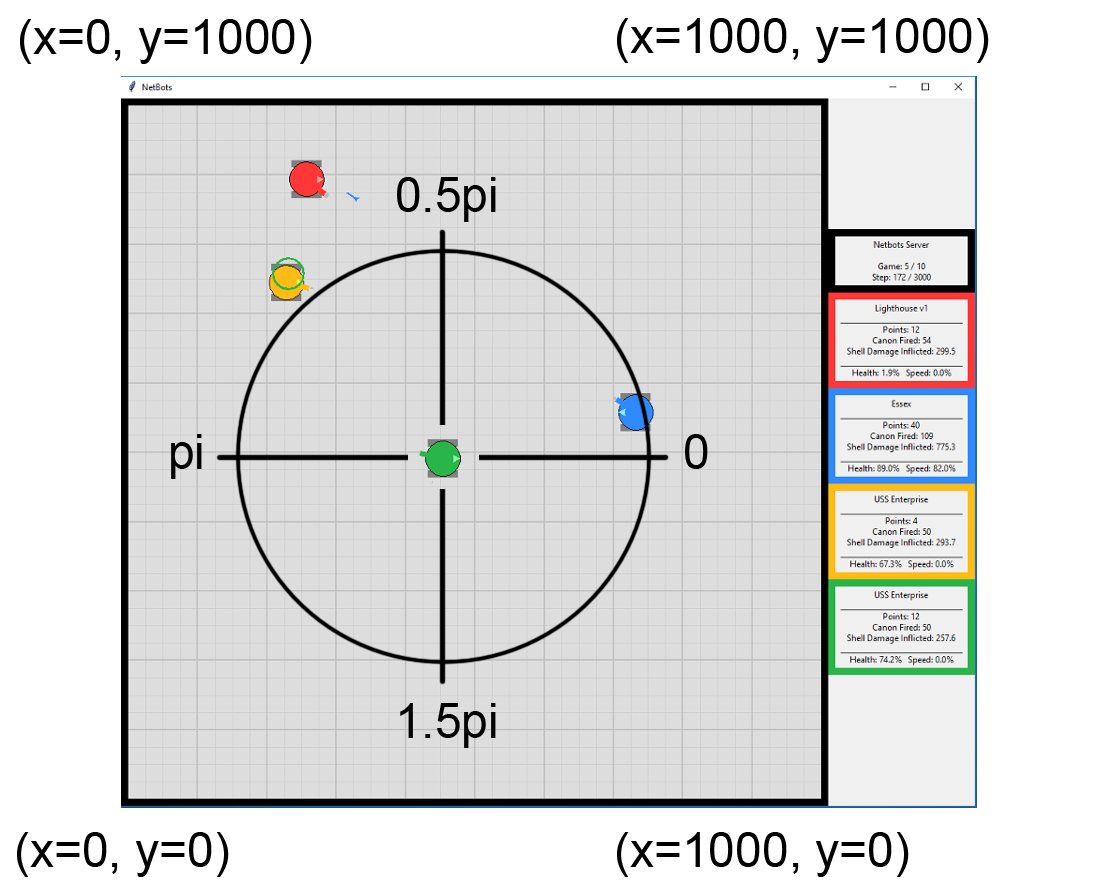 (x=0, y=1000)
(x=1000, y=1000)
NetBots
0.5pi
pi
0
1.5pi
Netbots Server
Game: 5 / 10
Step: 172 / 3000
Lighthouse v1
Points: 12
Canon Fired: 54
Shell Damage Inflicted: 299.5
Health: 1.9% Speed: 0.0%
Essex
Points: 40
Canon Fired: 109
Shell Damage Inflicted: 775.3
Health: 89.0% Speed: 82.0%
USS Enterprise
Points: 4
Canon Fired: 50
Shell Damage Inflicted: 293.7
Health: 67.3% Speed: 0.0%
USS Enterprise
Points: 12
Canon Fired: 50
Shell Damage Inflicted: 257.6
Health: 74.2% Speed: 0.0%
(x=0, y=0)
(x=1000, y=0)